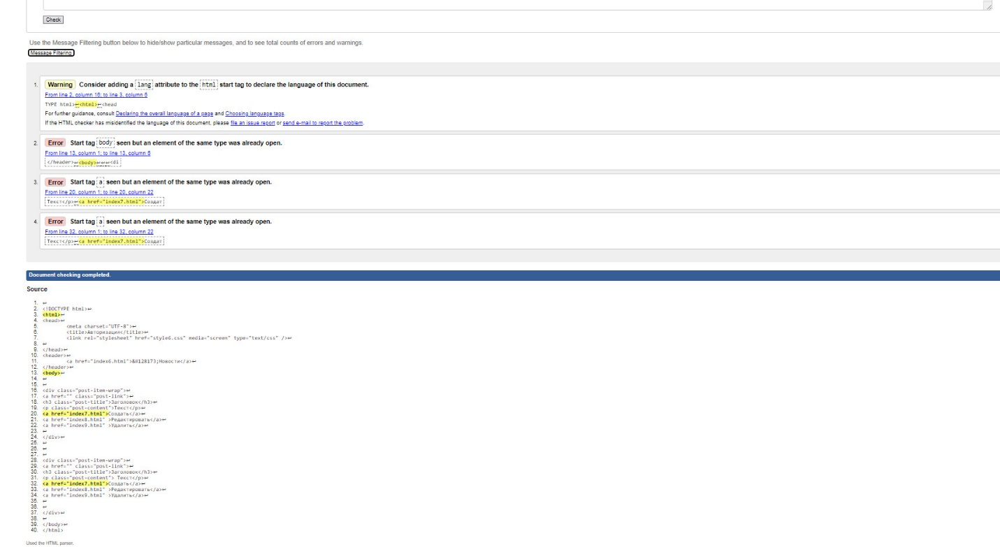 Check
Use the Message Filtering button below to hide/show particular messages, and to see total counts of errors and warnings.
Message Filtering
1. Warning Consider adding a lang attribute to the html start tag to declare the language of this document.
From line 2, column 16; to line 3, column 6
TYPE html>↩<html>↩<head
For further guidance, consult Declaring the overall language of a page and Choosing language tags.
If the HTML checker has misidentified the language of this document, please file an issue report or send e-mail to report the problem.
2. Error Start tag body seen but an element of the same type was already open.
From line 13, column 1; to line 13, column 6
</header>↩<body>↩↩↩<di
3. Error Start tag a seen but an element of the same type was already open.
From line 20, column 1; to line 20, column 22
Текст</p>↩<a href="index7.html">Создат
4. Error Start tag a seen but an element of the same type was already open.
From line 32, column 1; to line 32, column 22
Текст</p>↩<a href="index7.html">Создат
Document checking completed.
Source
1. ↩
2. <!DOCTYPE html>↩
3. <html>↩
4. <head>↩
5. <meta charset="UTF-8">↩
6. <title>Авторизация</title>↩
7. <link rel="stylesheet" href="style6.css" media="screen" type="text/css" />↩
8. ↩
9. </head>↩
10. <header>↩
11. <a href="index6.html">&#128173;Новости</a>↩
12. </header>↩
13. <body>↩
14. ↩
15. ↩
16. <div class="post-item-wrap">↩
17. <a href="" class="post-link">↩
18. <h3 class="post-title">Заголовок</h3>↩
19. <p class="post-content">Текст</p>↩
20. <a href="index7.html">Создать</a>↩
21. <a href="index8.html" >Редактировать</a>↩
22. <a href="index9.html" >Удалить</a>↩
23. ↩
24. </div>↩
25. ↩
26. ↩
27. ↩
28. <div class="post-item-wrap">↩
29. <a href="" class="post-link">↩
30. <h3 class="post-title">Заголовок</h3>↩
31. <p class="post-content"> Текст</p>↩
32. <a href="index7.html">Создать</a>↩
33. <a href="index8.html" >Редактировать</a>↩
34. <a href="index9.html" >Удалить</a>↩
35. ↩
36. ↩
37. </div>↩
38. ↩
39. </body>↩
40. </html>
Used the HTML parser.